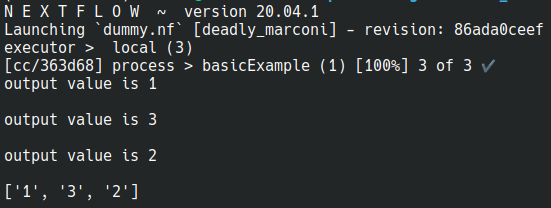 N E X T F L O W  ~  version 20.04.1
Launching `dummy.nf` [deadly_marconi] - revision: 86ada0ceef
executor >  local (3)
[cc/363d68] process > basicExample (1) [100%] 3 of 3 ✔
output value is 1
output value is 3
output value is 2
['1', '3', '2']